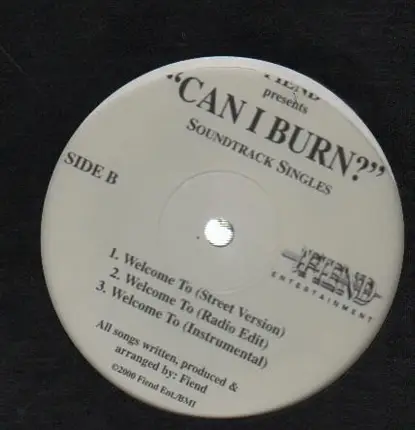 FIEND
presents
"CAN I BURN?"
SOUNDTRACK SINGLES
SIDE B
FIEND
ENTERTAINMENT
1. Welcome To (Street Version)
2. Welcome To (Radio Edit)
3. Welcome To (Instrumental)
All songs written, produced &
arranged by: Fiend
©2000 Fiend Ent./BMI